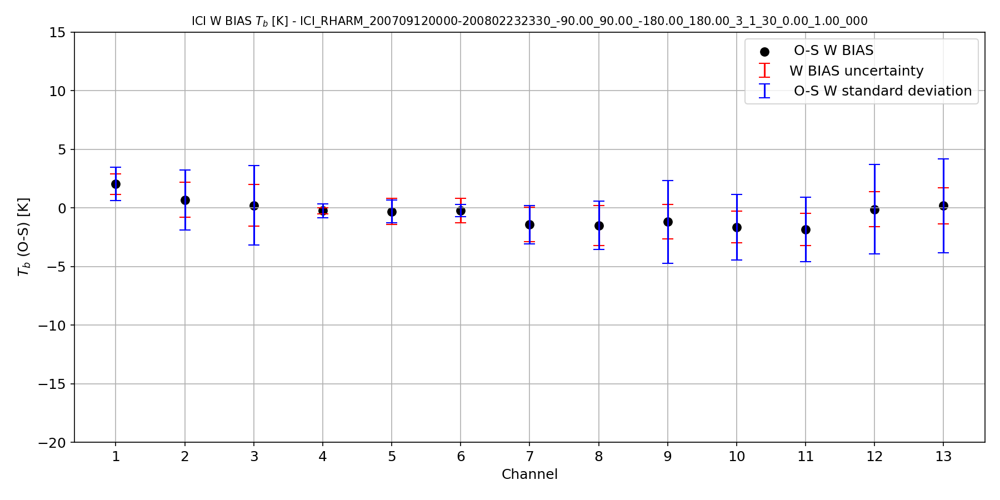 ICI W BIAS T_b [K] - ICI_RHARM_200709120000-200802232330_-90.00_90.00_-180.00_180.00_3_1_30_0.00_1.00_000
O-S W BIAS
W BIAS uncertainty
O-S W standard deviation
T_b (O-S) [K]
15
10
5
0
−5
−10
−15
−20
1 2 3 4 5 6 7 8 9 10 11 12 13
Channel